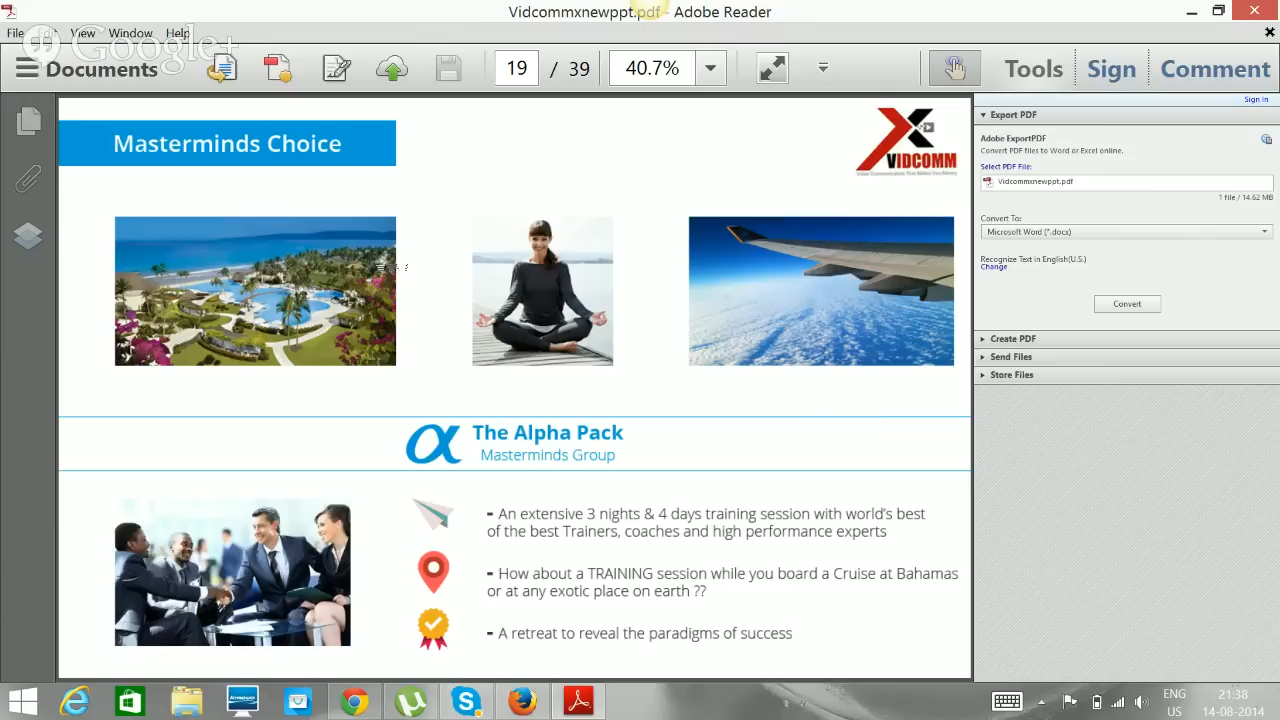 Vidcommxnewppt.pdf - Adobe Reader
File Edit View Window Help
Google+
Documents
19 / 39
40.7%
Tools
Sign
Comment
Sign In
Masterminds Choice
VIDCOMM
Export PDF
Adobe ExportPDF
Convert PDF files to Word or Excel online.
Select PDF File:
Vidcommxnewppt.pdf
1 file / 14.62 MB
Convert To:
Microsoft Word (*.docx)
Recognize Text in English(U.S.)
Change
Convert
Create PDF
Send Files
Store Files
α The Alpha Pack
Masterminds Group
- An extensive 3 nights & 4 days training session with world's best
of the best Trainers, coaches and high performance experts
- How about a TRAINING session while you board a Cruise at Bahamas
or at any exotic place on earth ??
- A retreat to reveal the paradigms of success
lenovo
ENG
US
21:38
14-08-2014